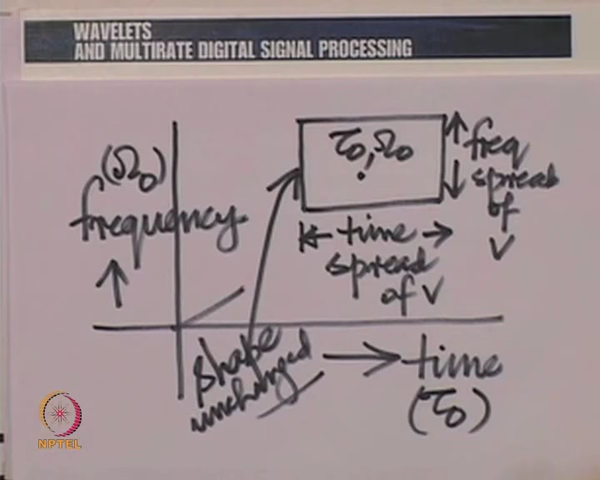 WAVELETS
AND MULTIRATE DIGITAL SIGNAL PROCESSING
(Ω₀)
frequency
τ₀, Ω₀
freq
spread
of
V
time
spread
of V
shape
unchanged
time
(τ₀)
NPTEL